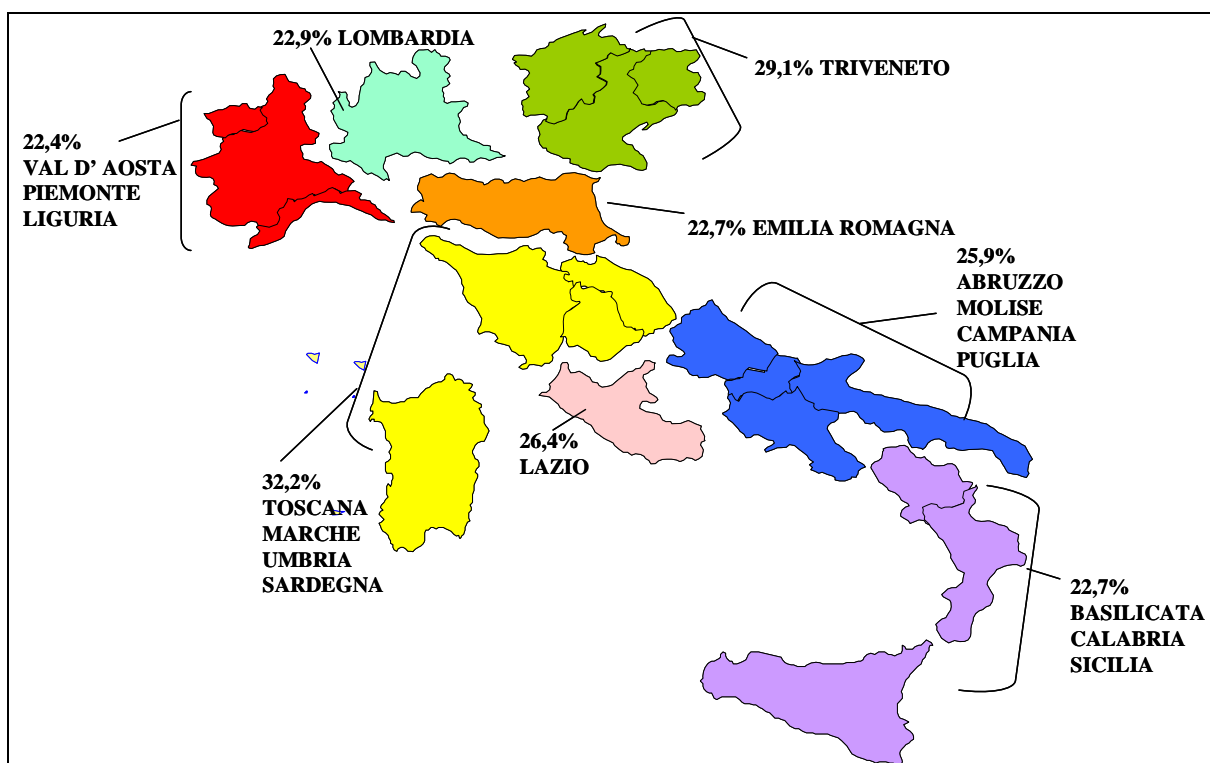 22,9% LOMBARDIA
29,1% TRIVENETO
22,4%
VAL D' AOSTA
PIEMONTE
LIGURIA
22,7% EMILIA ROMAGNA
25,9%
ABRUZZO
MOLISE
CAMPANIA
PUGLIA
26,4%
LAZIO
32,2%
TOSCANA
MARCHE
UMBRIA
SARDEGNA
22,7%
BASILICATA
CALABRIA
SICILIA